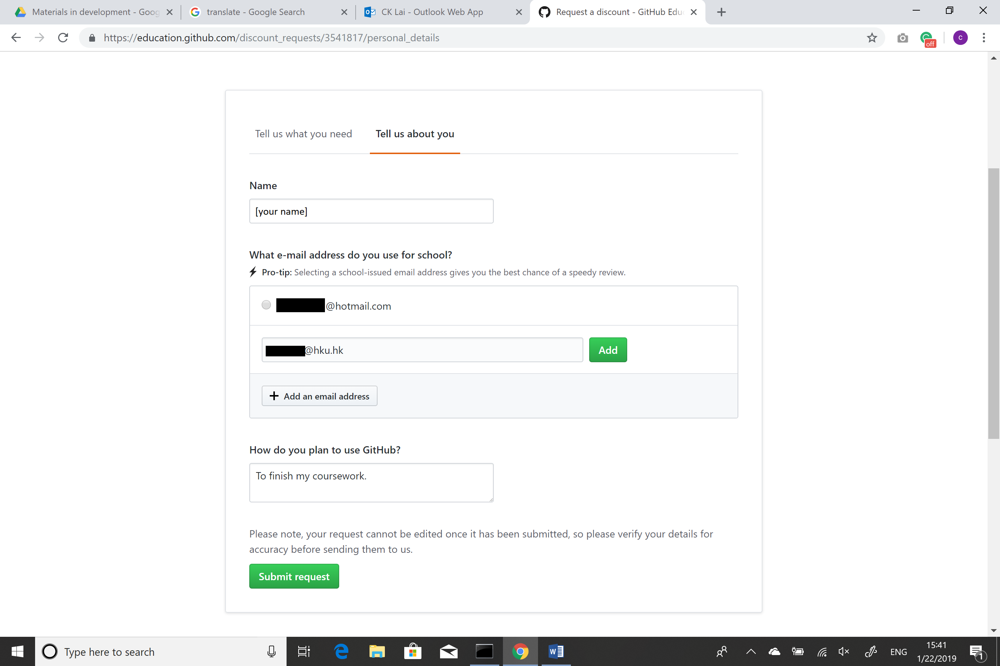 Materials in development - Goog
translate - Google Search
CK Lai - Outlook Web App
Request a discount - GitHub Educ
https://education.github.com/discount_requests/3541817/personal_details
off
c
Tell us what you need
Tell us about you
Name
[your name]
What e-mail address do you use for school?
Pro-tip: Selecting a school-issued email address gives you the best chance of a speedy review.
@hotmail.com
@hku.hk
Add
Add an email address
How do you plan to use GitHub?
To finish my coursework.
Please note, your request cannot be edited once it has been submitted, so please verify your details for
accuracy before sending them to us.
Submit request
Type here to search
ENG
15:41
1/22/2019
1